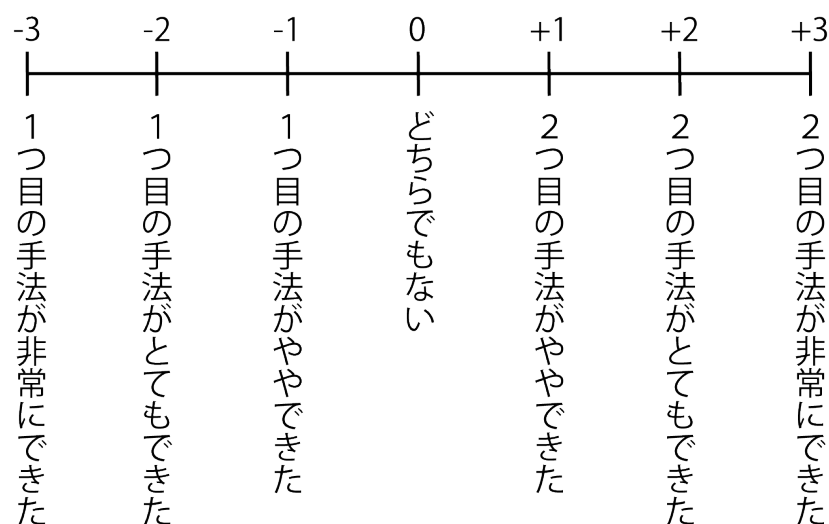 -3
-2
-1
0
+1
+2
+3
1つ目の手法が非常にできた
1つ目の手法がとてもできた
1つ目の手法がややできた
どちらでもない
2つ目の手法がややできた
2つ目の手法がとてもできた
2つ目の手法が非常にできた